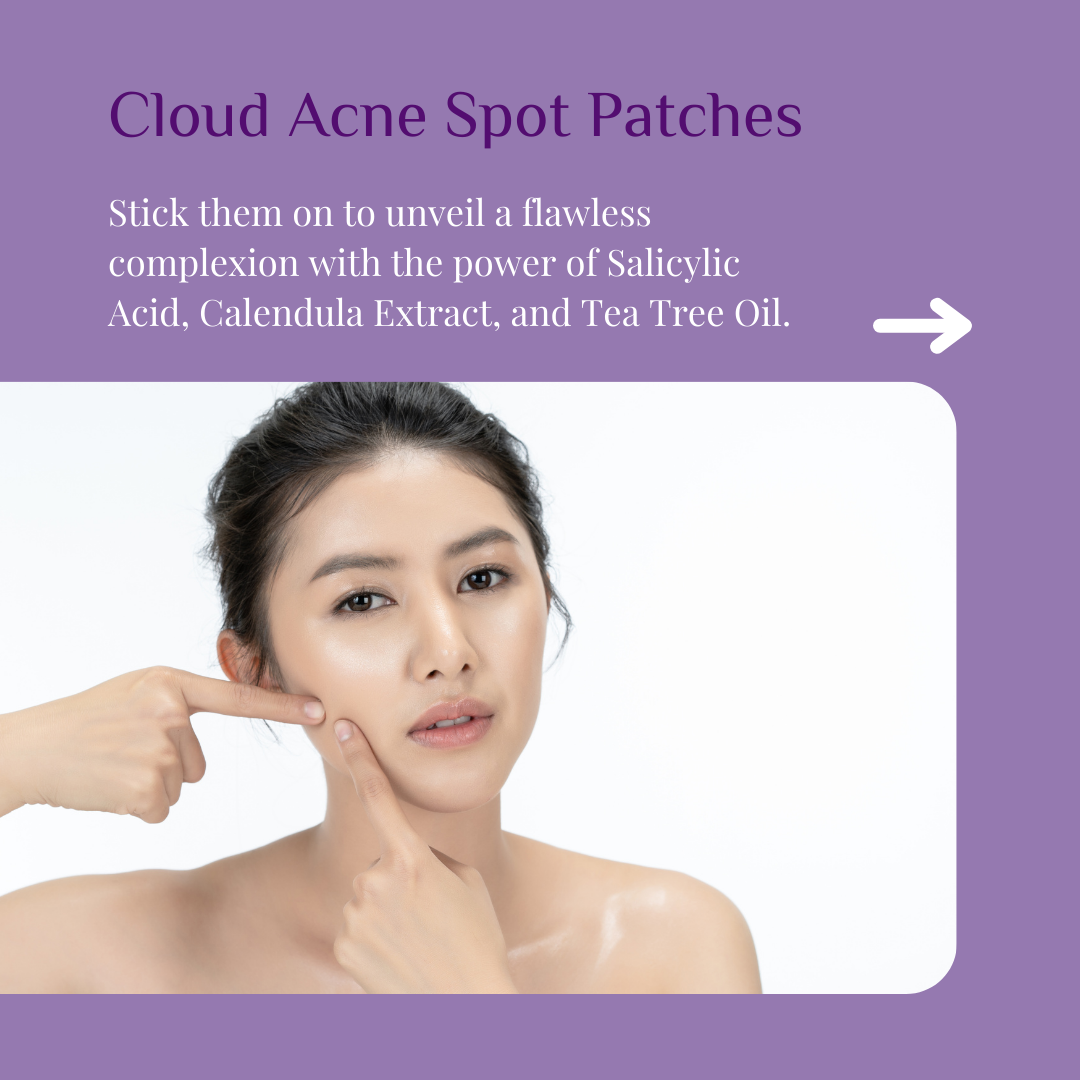 Cloud Acne Spot Patches
Stick them on to unveil a flawless
complexion with the power of Salicylic
Acid, Calendula Extract, and Tea Tree Oil.